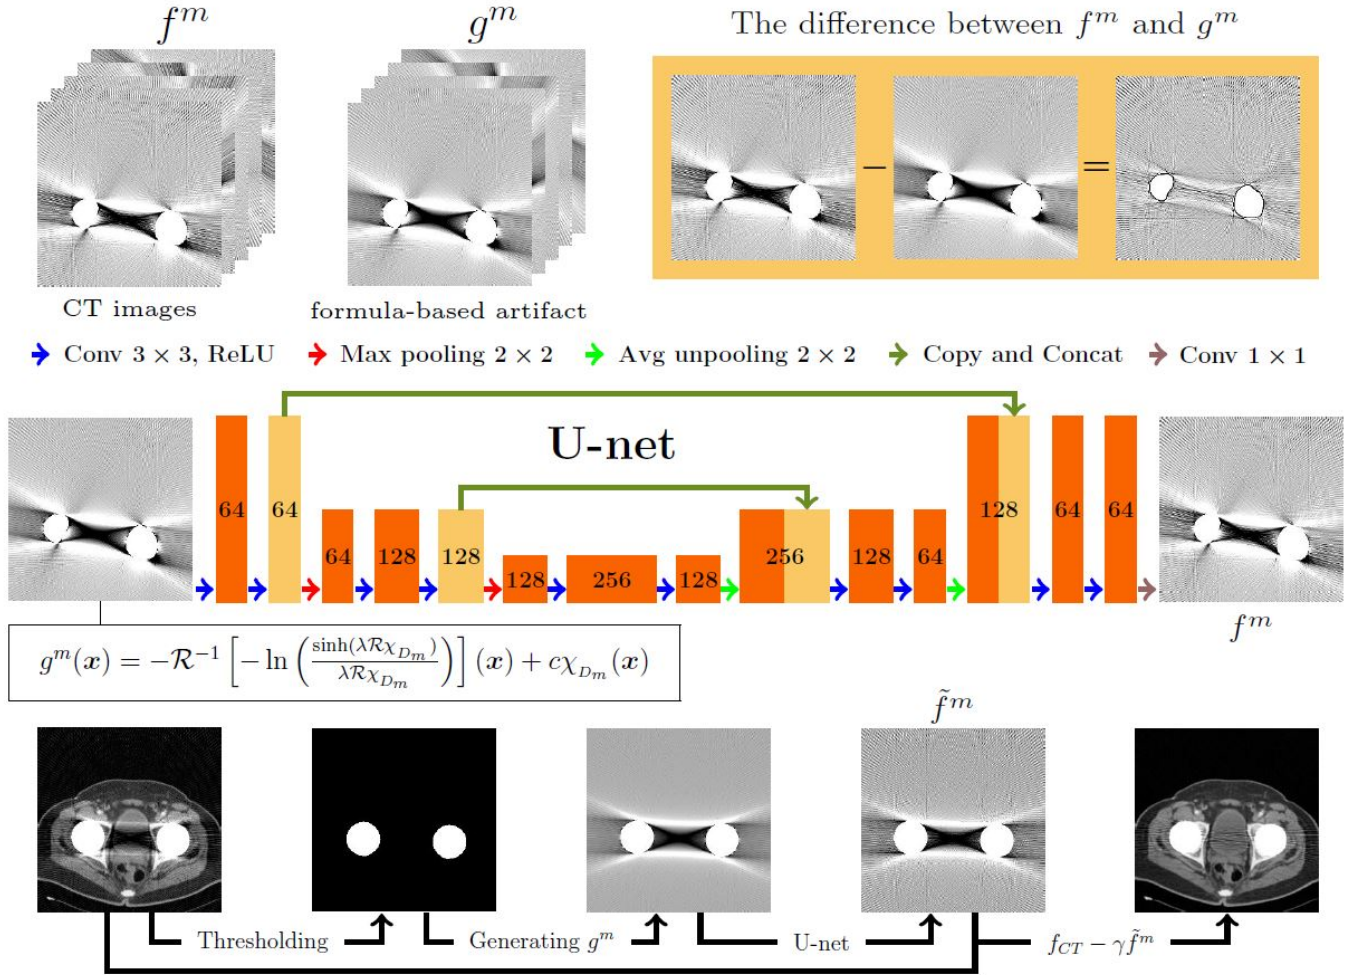 f^m
g^m
The difference between f^m and g^m
−
=
CT images
formula-based artifact
Conv 3 × 3, ReLU
Max pooling 2 × 2
Avg unpooling 2 × 2
Copy and Concat
Conv 1 × 1
U-net
64
64
64
128
128
128
256
128
256
128
64
128
64
64
f^m
g^m(x) = −R^{-1} [− ln (sinh(λRχ_{D_m}) / λRχ_{D_m})] (x) + cχ_{D_m}(x)
f̃^m
Thresholding
Generating g^m
U-net
f_{CT} − γf̃^m